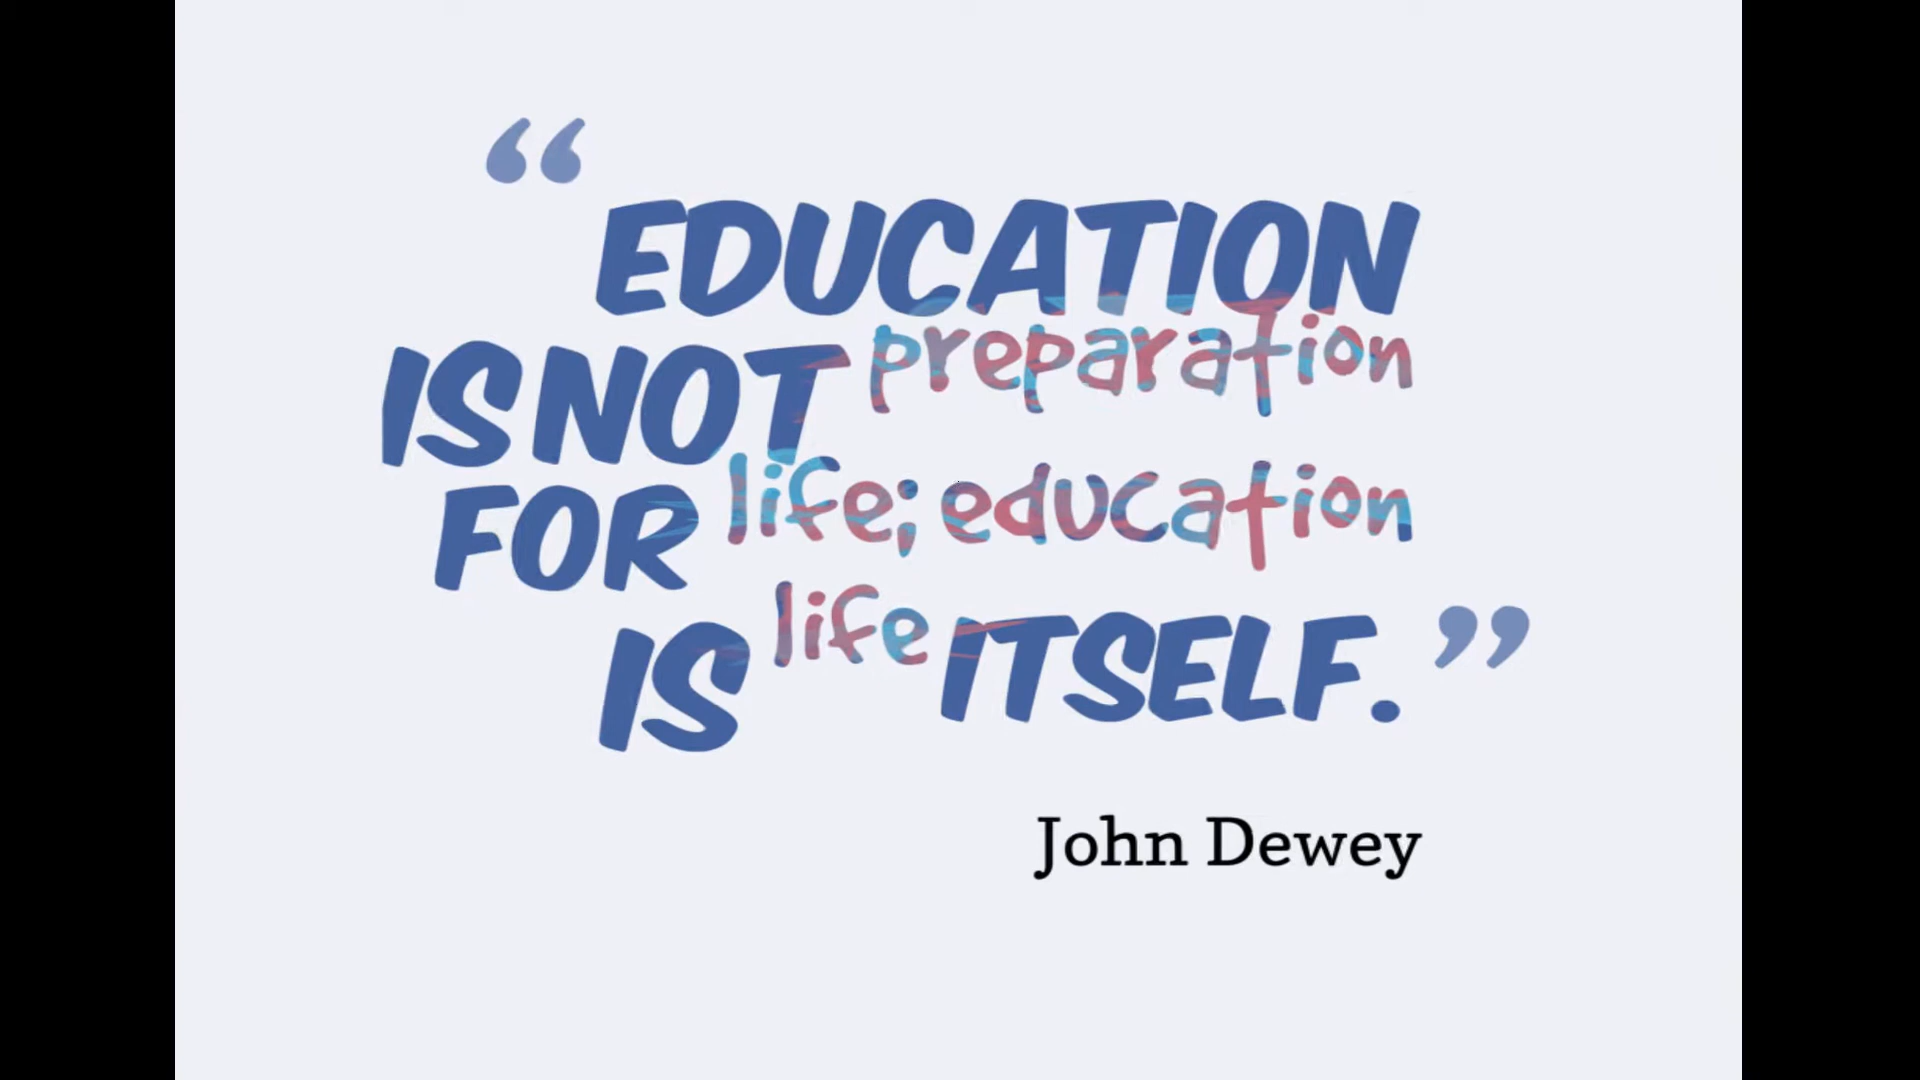 “EDUCATION
IS NOT preparation
FOR life; education
IS life ITSELF.”
John Dewey